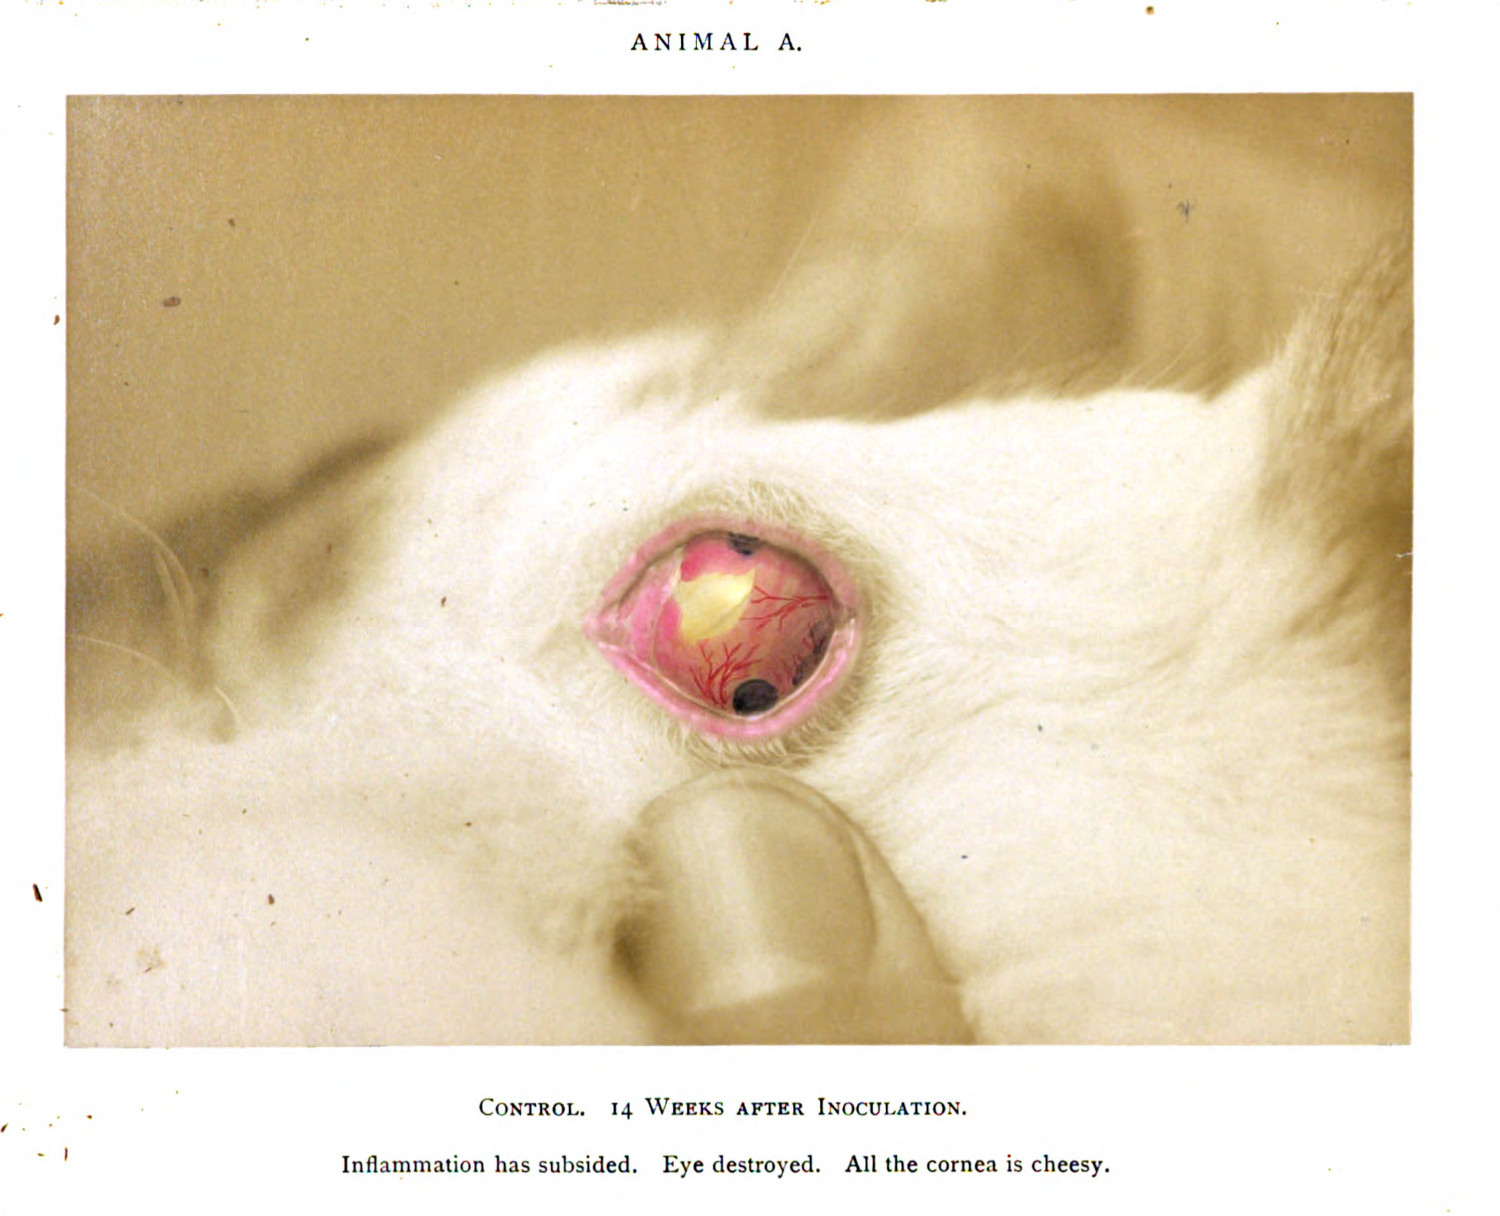 ANIMAL A.
CONTROL. 14 WEEKS AFTER INOCULATION.
Inflammation has subsided. Eye destroyed. All the cornea is cheesy.